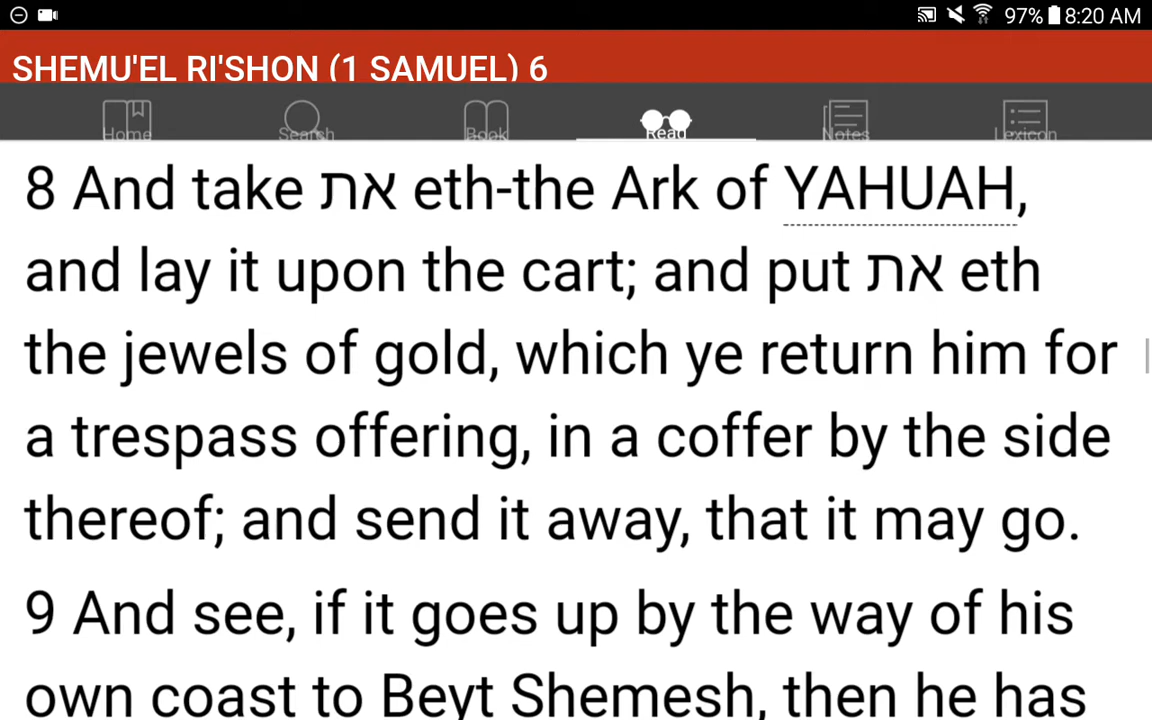 97% 8:20 AM
SHEMU'EL RI'SHON (1 SAMUEL) 6
Home Search Book Read Notes Lexicon
8 And take את eth-the Ark of YAHUAH,
and lay it upon the cart; and put את eth
the jewels of gold, which ye return him for
a trespass offering, in a coffer by the side
thereof; and send it away, that it may go.
9 And see, if it goes up by the way of his
own coast to Beyt Shemesh, then he has